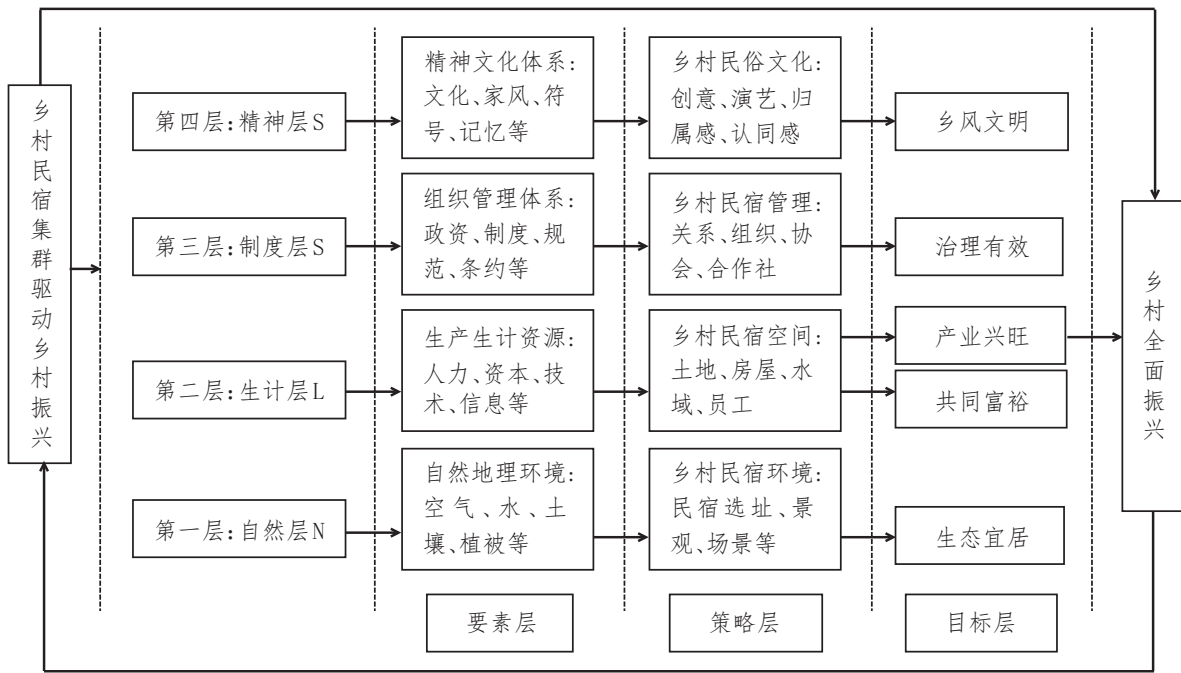 乡村民宿集群驱动乡村振兴
第四层:精神层S
精神文化体系:
文化、家风、符
号、记忆等
乡村民俗文化:
创意、演艺、归
属感、认同感
乡风文明
第三层:制度层S
组织管理体系:
政资、制度、规
范、条约等
乡村民宿管理:
关系、组织、协
会、合作社
治理有效
第二层:生计层L
生产生计资源:
人力、资本、技
术、信息等
乡村民宿空间:
土地、房屋、水
域、员工
产业兴旺
共同富裕
第一层:自然层N
自然地理环境:
空气、水、土
壤、植被等
乡村民宿环境:
民宿选址、景
观、场景等
生态宜居
要素层
策略层
目标层
乡村全面振兴